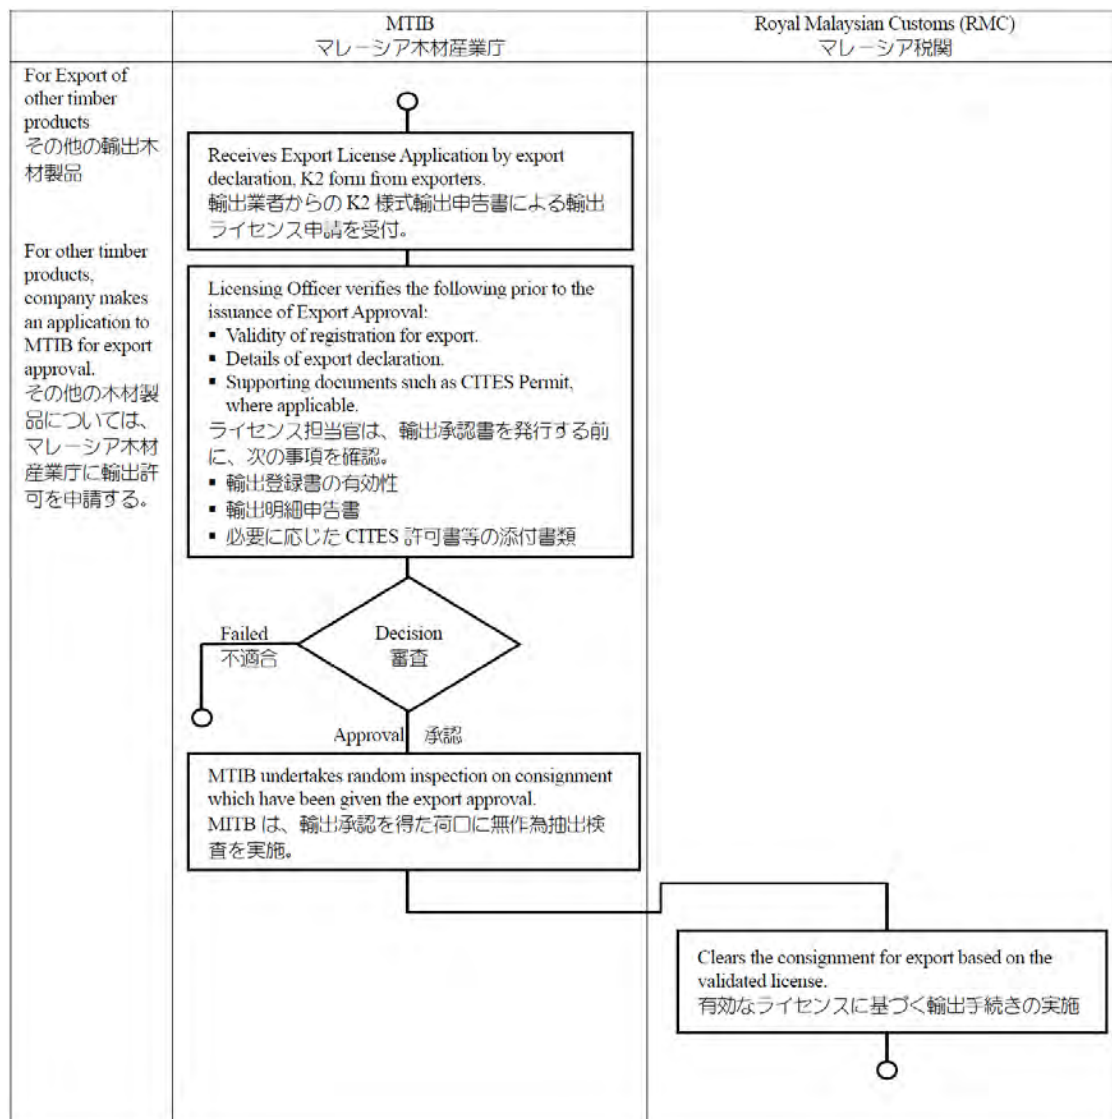 MTIB
マレーシア木材産業庁
Royal Malaysian Customs (RMC)
マレーシア税関
For Export of
other timber
products
その他の輸出木
材製品
For other timber
products,
company makes
an application to
MTIB for export
approval.
その他の木材製
品については、
マレーシア木材
産業庁に輸出許
可を申請する。
Receives Export License Application by export
declaration, K2 form from exporters.
輸出業者からの K2 様式輸出申告書による輸出
ライセンス申請を受付。
Licensing Officer verifies the following prior to the
issuance of Export Approval:
▪ Validity of registration for export.
▪ Details of export declaration.
▪ Supporting documents such as CITES Permit,
where applicable.
ライセンス担当官は、輸出承認書を発行する前
に、次の事項を確認。
▪ 輸出登録書の有効性
▪ 輸出明細申告書
▪ 必要に応じた CITES 許可書等の添付書類
Failed
不適合
Decision
審査
Approval 承認
MTIB undertakes random inspection on consignment
which have been given the export approval.
MITB は、輸出承認を得た荷口に無作為抽出検
査を実施。
Clears the consignment for export based on the
validated license.
有効なライセンスに基づく輸出手続きの実施